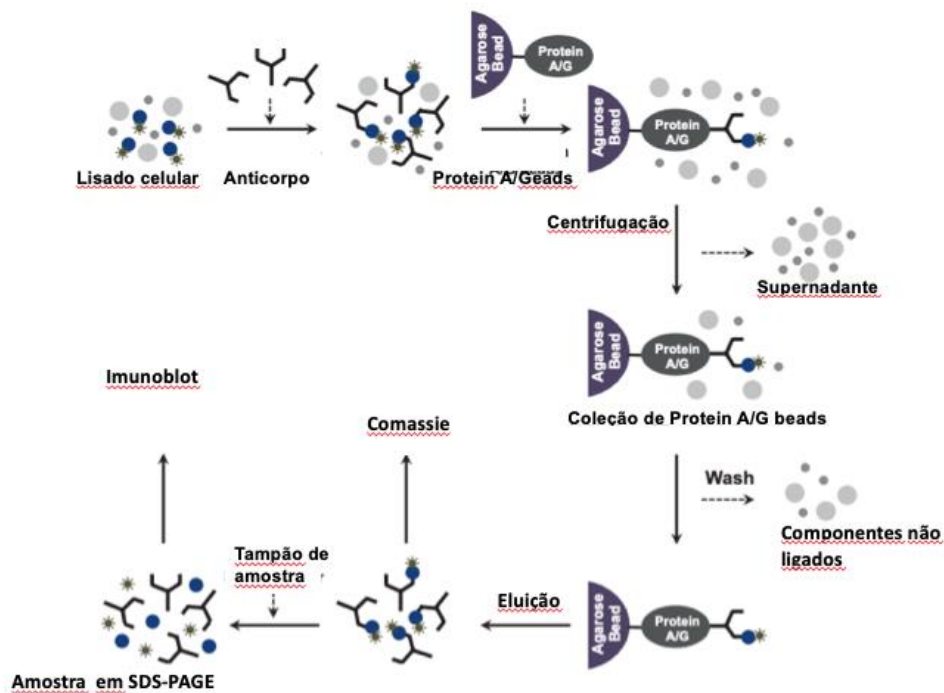 Agarose
Bead
Protein
A/G
Agarose
Bead
Protein
A/G
Lisado celular
Anticorpo
Protein A/Geads
Centrifugação
Supernadante
Agarose
Bead
Protein
A/G
Imunoblot
Comassie
Coleção de Protein A/G beads
Wash
Componentes não
ligados
Tampão de
amostra
Eluição
Agarose
Bead
Protein
A/G
Amostra em SDS-PAGE